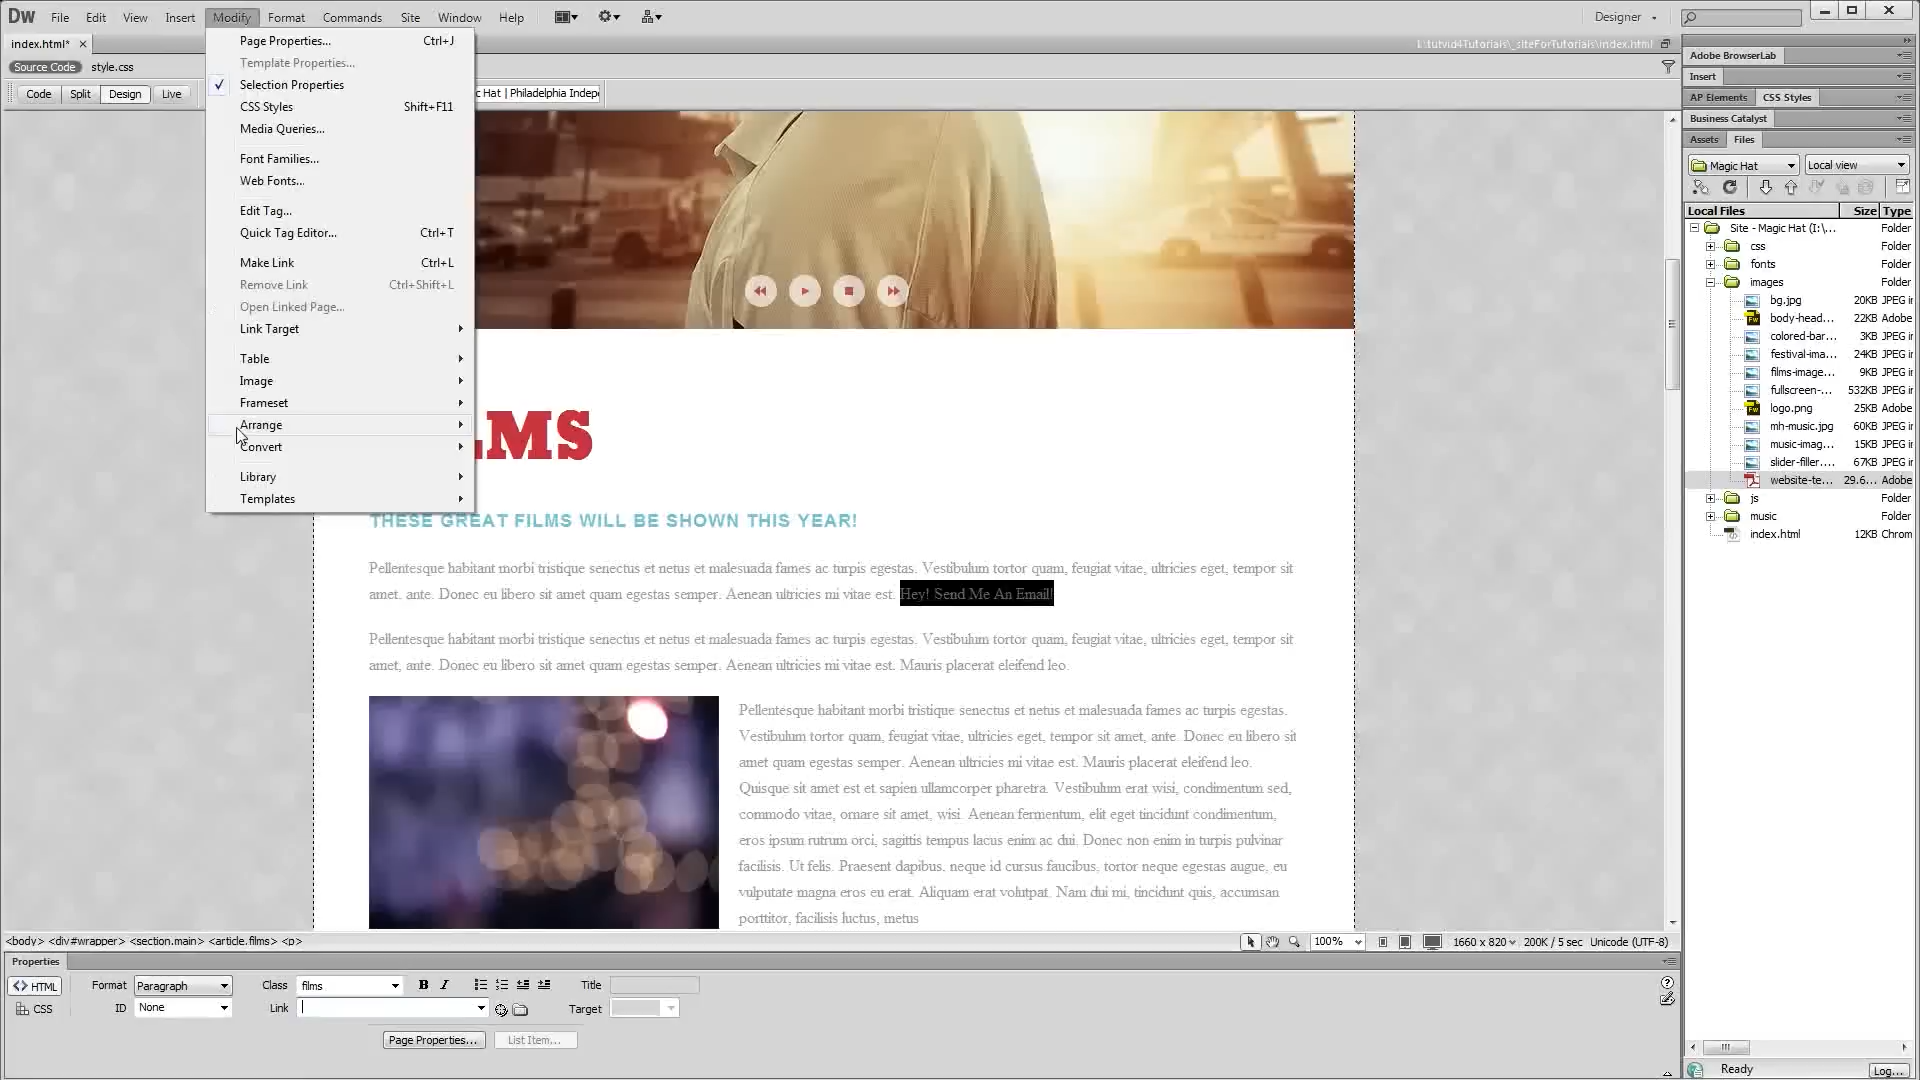 Dw File Edit View Insert Modify Format Commands Site Window Help Designer
index.html*
I:\tutvid4Tutorials\_siteForTutorials\index.html
Source Code style.css
Code Split Design Live
c Hat | Philadelphia Indepe
Page Properties... Ctrl+J
Template Properties...
Selection Properties
CSS Styles Shift+F11
Media Queries...
Font Families...
Web Fonts...
Edit Tag...
Quick Tag Editor... Ctrl+T
Make Link Ctrl+L
Remove Link Ctrl+Shift+L
Open Linked Page...
Link Target
Table
Image
Frameset
Arrange
Convert
Library
Templates
LMS
THESE GREAT FILMS WILL BE SHOWN THIS YEAR!
Pellentesque habitant morbi tristique senectus et netus et malesuada fames ac turpis egestas. Vestibulum tortor quam, feugiat vitae, ultricies eget, tempor sit
amet. ante. Donec eu libero sit amet quam egestas semper. Aenean ultricies mi vitae est. Hey! Send Me An Email!
Pellentesque habitant morbi tristique senectus et netus et malesuada fames ac turpis egestas. Vestibulum tortor quam, feugiat vitae, ultricies eget, tempor sit
amet, ante. Donec eu libero sit amet quam egestas semper. Aenean ultricies mi vitae est. Mauris placerat eleifend leo.
Pellentesque habitant morbi tristique senectus et netus et malesuada fames ac turpis egestas.
Vestibulum tortor quam, feugiat vitae, ultricies eget, tempor sit amet, ante. Donec eu libero sit
amet quam egestas semper. Aenean ultricies mi vitae est. Mauris placerat eleifend leo.
Quisque sit amet est et sapien ullamcorper pharetra. Vestibulum erat wisi, condimentum sed,
commodo vitae, ornare sit amet, wisi. Aenean fermentum, elit eget tincidunt condimentum,
eros ipsum rutrum orci, sagittis tempus lacus enim ac dui. Donec non enim in turpis pulvinar
facilisis. Ut felis. Praesent dapibus, neque id cursus faucibus, tortor neque egestas augue, eu
vulputate magna eros eu erat. Aliquam erat volutpat. Nam dui mi, tincidunt quis, accumsan
porttitor, facilisis luctus, metus
<body> <div#wrapper> <section.main> <article.films> <p>
100% 1660 x 820 200K / 5 sec Unicode (UTF-8)
Properties
<> HTML Format Paragraph Class films B I Title
CSS ID None Link Target
Page Properties... List Item...
Adobe BrowserLab
Insert
AP Elements CSS Styles
Business Catalyst
Assets Files
Magic Hat Local view
Local Files Size Type
Site - Magic Hat (I:\... Folder
css Folder
fonts Folder
images Folder
bg.jpg 20KB JPEG i
body-head... 22KB Adobe
colored-bar... 3KB JPEG i
festival-ima... 24KB JPEG i
films-image... 9KB JPEG i
fullscreen-... 532KB JPEG i
logo.png 25KB Adobe
mh-music.jpg 60KB JPEG i
music-imag... 15KB JPEG i
slider-filler.... 67KB JPEG i
website-te... 29.6... Adobe
js Folder
music Folder
index.html 12KB Chrom
Ready Log...